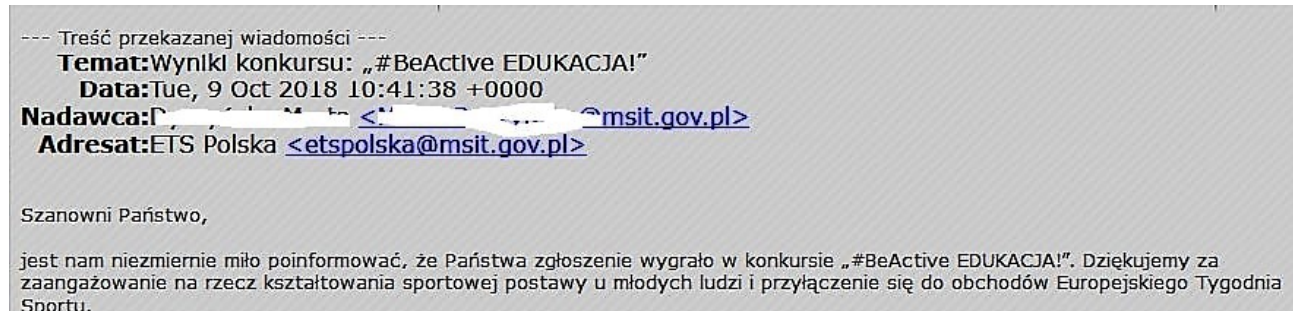 --- Treść przekazanej wiadomości ---
Temat:Wyniki konkursu: „#BeActive EDUKACJA!”
Data:Tue, 9 Oct 2018 10:41:38 +0000
Nadawca: @msit.gov.pl>
Adresat:ETS Polska <etspolska@msit.gov.pl>
Szanowni Państwo,
jest nam niezmiernie miło poinformować, że Państwa zgłoszenie wygrało w konkursie „#BeActive EDUKACJA!”. Dziękujemy za
zaangażowanie na rzecz kształtowania sportowej postawy u młodych ludzi i przyłączenie się do obchodów Europejskiego Tygodnia
Sportu.